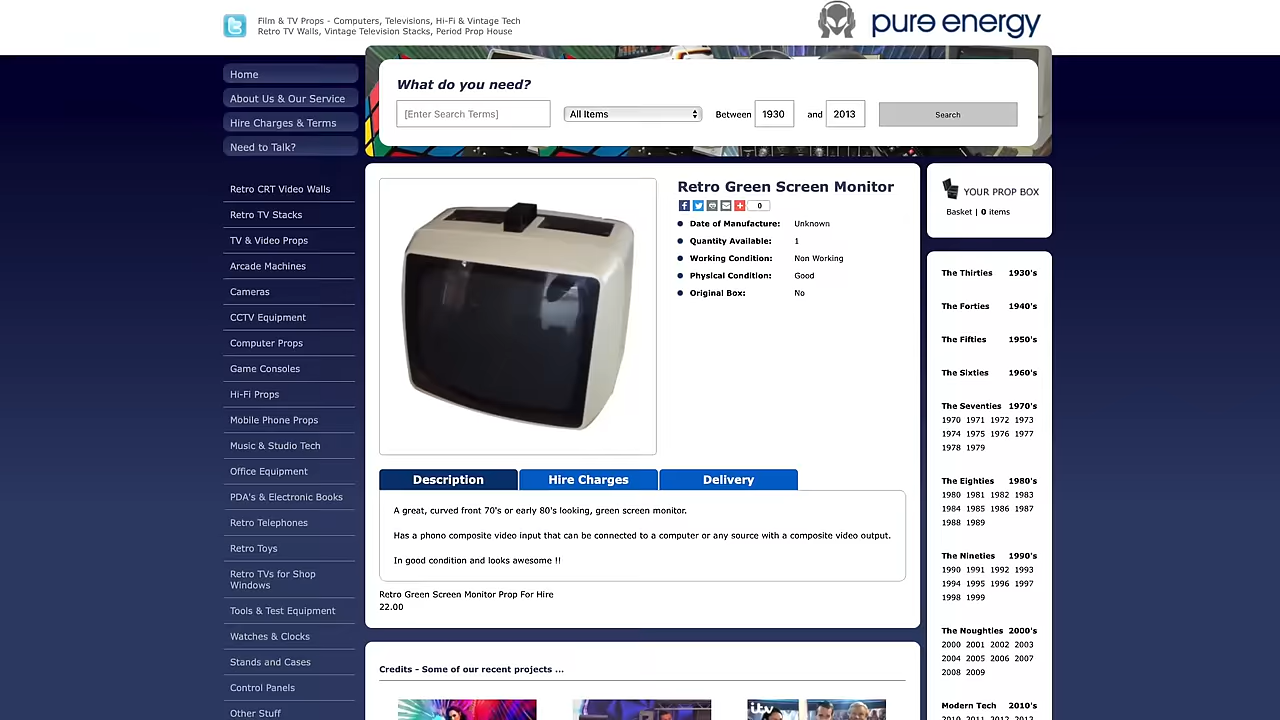 Film & TV Props - Computers, Televisions, Hi-Fi & Vintage Tech
Retro TV Walls, Vintage Television Stacks, Period Prop House
pure energy
Home
About Us & Our Service
Hire Charges & Terms
Need to Talk?
Retro CRT Video Walls
Retro TV Stacks
TV & Video Props
Arcade Machines
Cameras
CCTV Equipment
Computer Props
Game Consoles
Hi-Fi Props
Mobile Phone Props
Music & Studio Tech
Office Equipment
PDA's & Electronic Books
Retro Telephones
Retro Toys
Retro TVs for Shop
Windows
Tools & Test Equipment
Watches & Clocks
Stands and Cases
Control Panels
Other Stuff
What do you need?
[Enter Search Terms] All Items Between 1930 and 2013 Search
Retro Green Screen Monitor
0
Date of Manufacture: Unknown
Quantity Available: 1
Working Condition: Non Working
Physical Condition: Good
Original Box: No
Description Hire Charges Delivery
A great, curved front 70's or early 80's looking, green screen monitor.
Has a phono composite video input that can be connected to a computer or any source with a composite video output.
In good condition and looks awesome !!
Retro Green Screen Monitor Prop For Hire
22.00
Credits - Some of our recent projects ...
itv
YOUR PROP BOX
Basket | 0 items
The Thirties 1930's
The Forties 1940's
The Fifties 1950's
The Sixties 1960's
The Seventies 1970's
1970 1971 1972 1973
1974 1975 1976 1977
1978 1979
The Eighties 1980's
1980 1981 1982 1983
1984 1985 1986 1987
1988 1989
The Nineties 1990's
1990 1991 1992 1993
1994 1995 1996 1997
1998 1999
The Noughties 2000's
2000 2001 2002 2003
2004 2005 2006 2007
2008 2009
Modern Tech 2010's
2010 2011 2012 2013